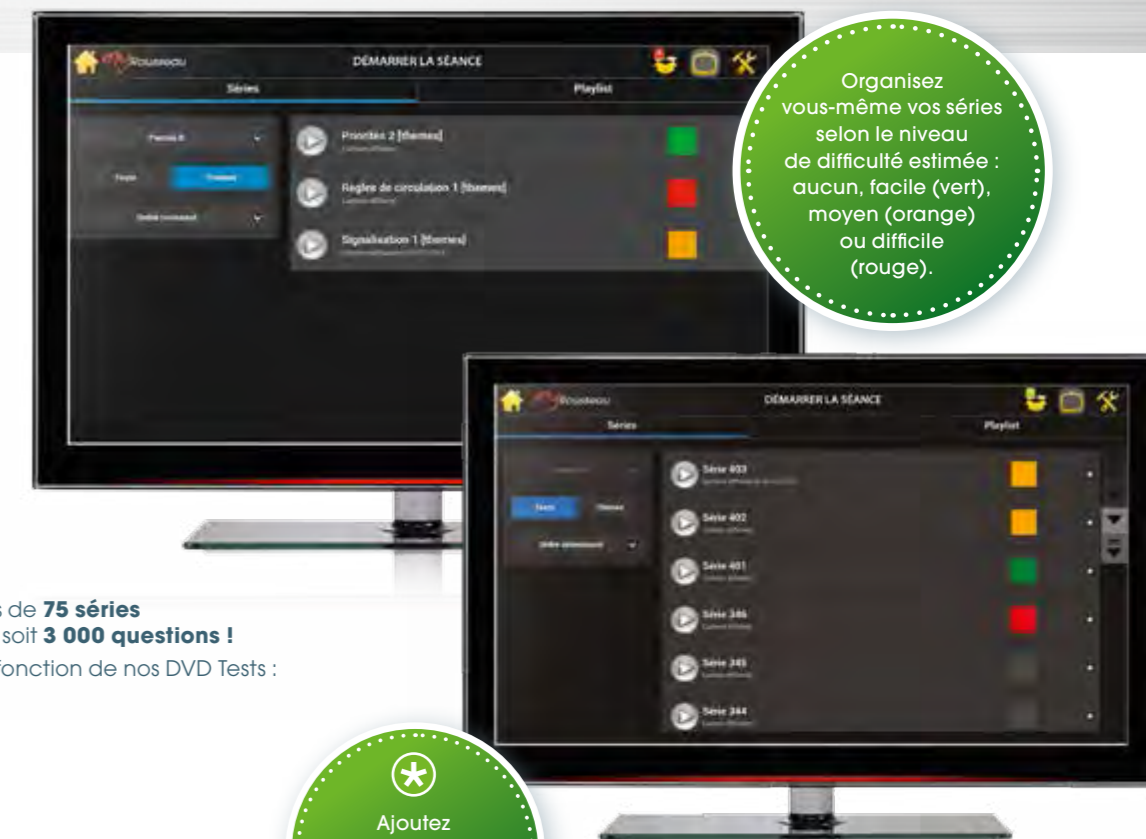 Rousseau
DÉMARRER LA SÉANCE
Séries
Playlist
Priorités 2 [themes]
Règles de circulation 1 [themes]
Signalisation 1 [themes]
Organisez
vous-même vos séries
selon le niveau
de difficulté estimée :
aucun, facile (vert),
moyen (orange)
ou difficile
(rouge).
Rousseau
DÉMARRER LA SÉANCE
Séries
Playlist
Tests
Thèmes
Série 403
Série 402
Série 401
Série 346
Série 345
Série 344
de 75 séries
soit 3 000 questions !
fonction de nos DVD Tests :
Ajoutez